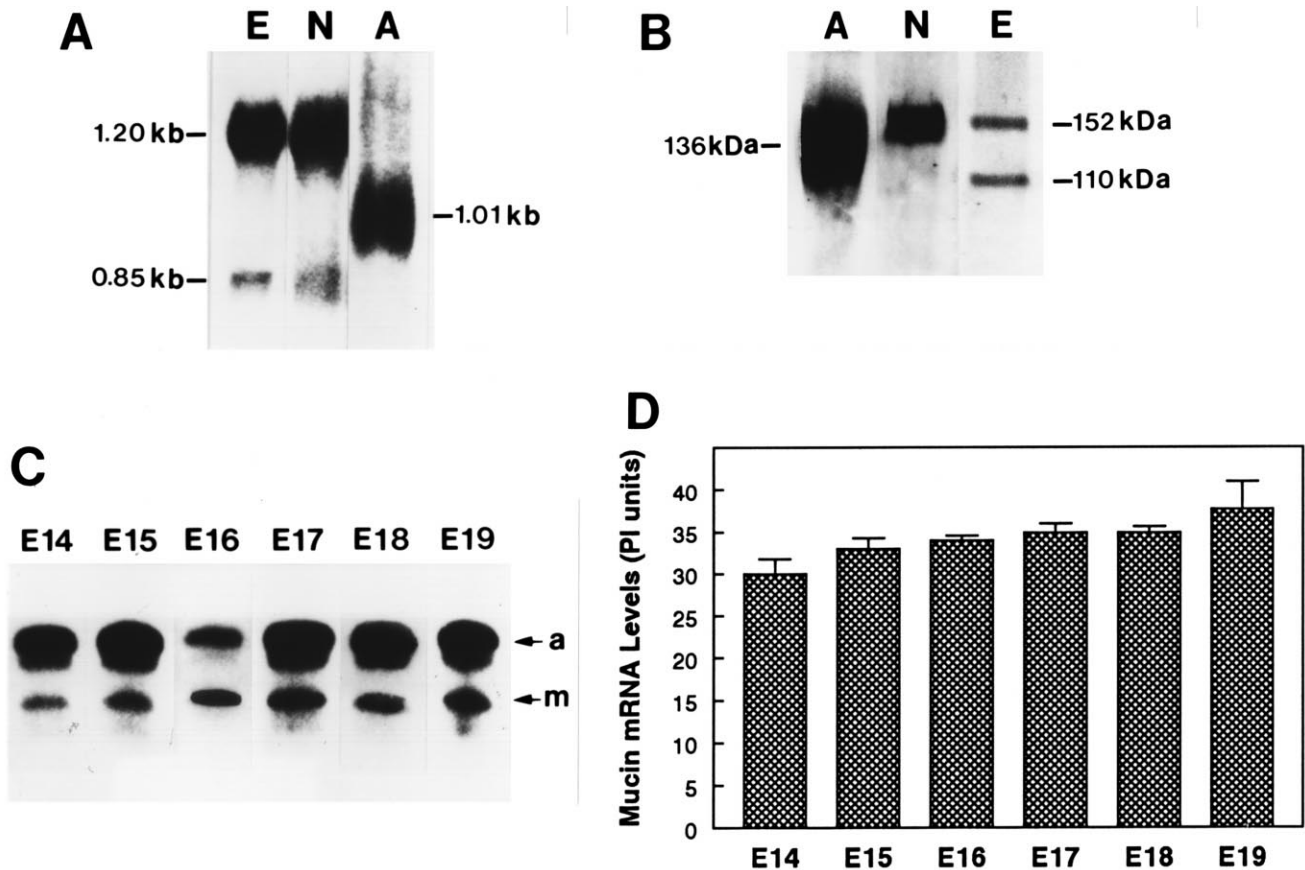 A
E N A
1.20 kb
1.01 kb
0.85 kb
B
A N E
136 kDa
152 kDa
110 kDa
C
E14 E15 E16 E17 E18 E19
a
m
D
Mucin mRNA Levels (PI units)
40
35
30
25
20
15
10
5
0
E14 E15 E16 E17 E18 E19